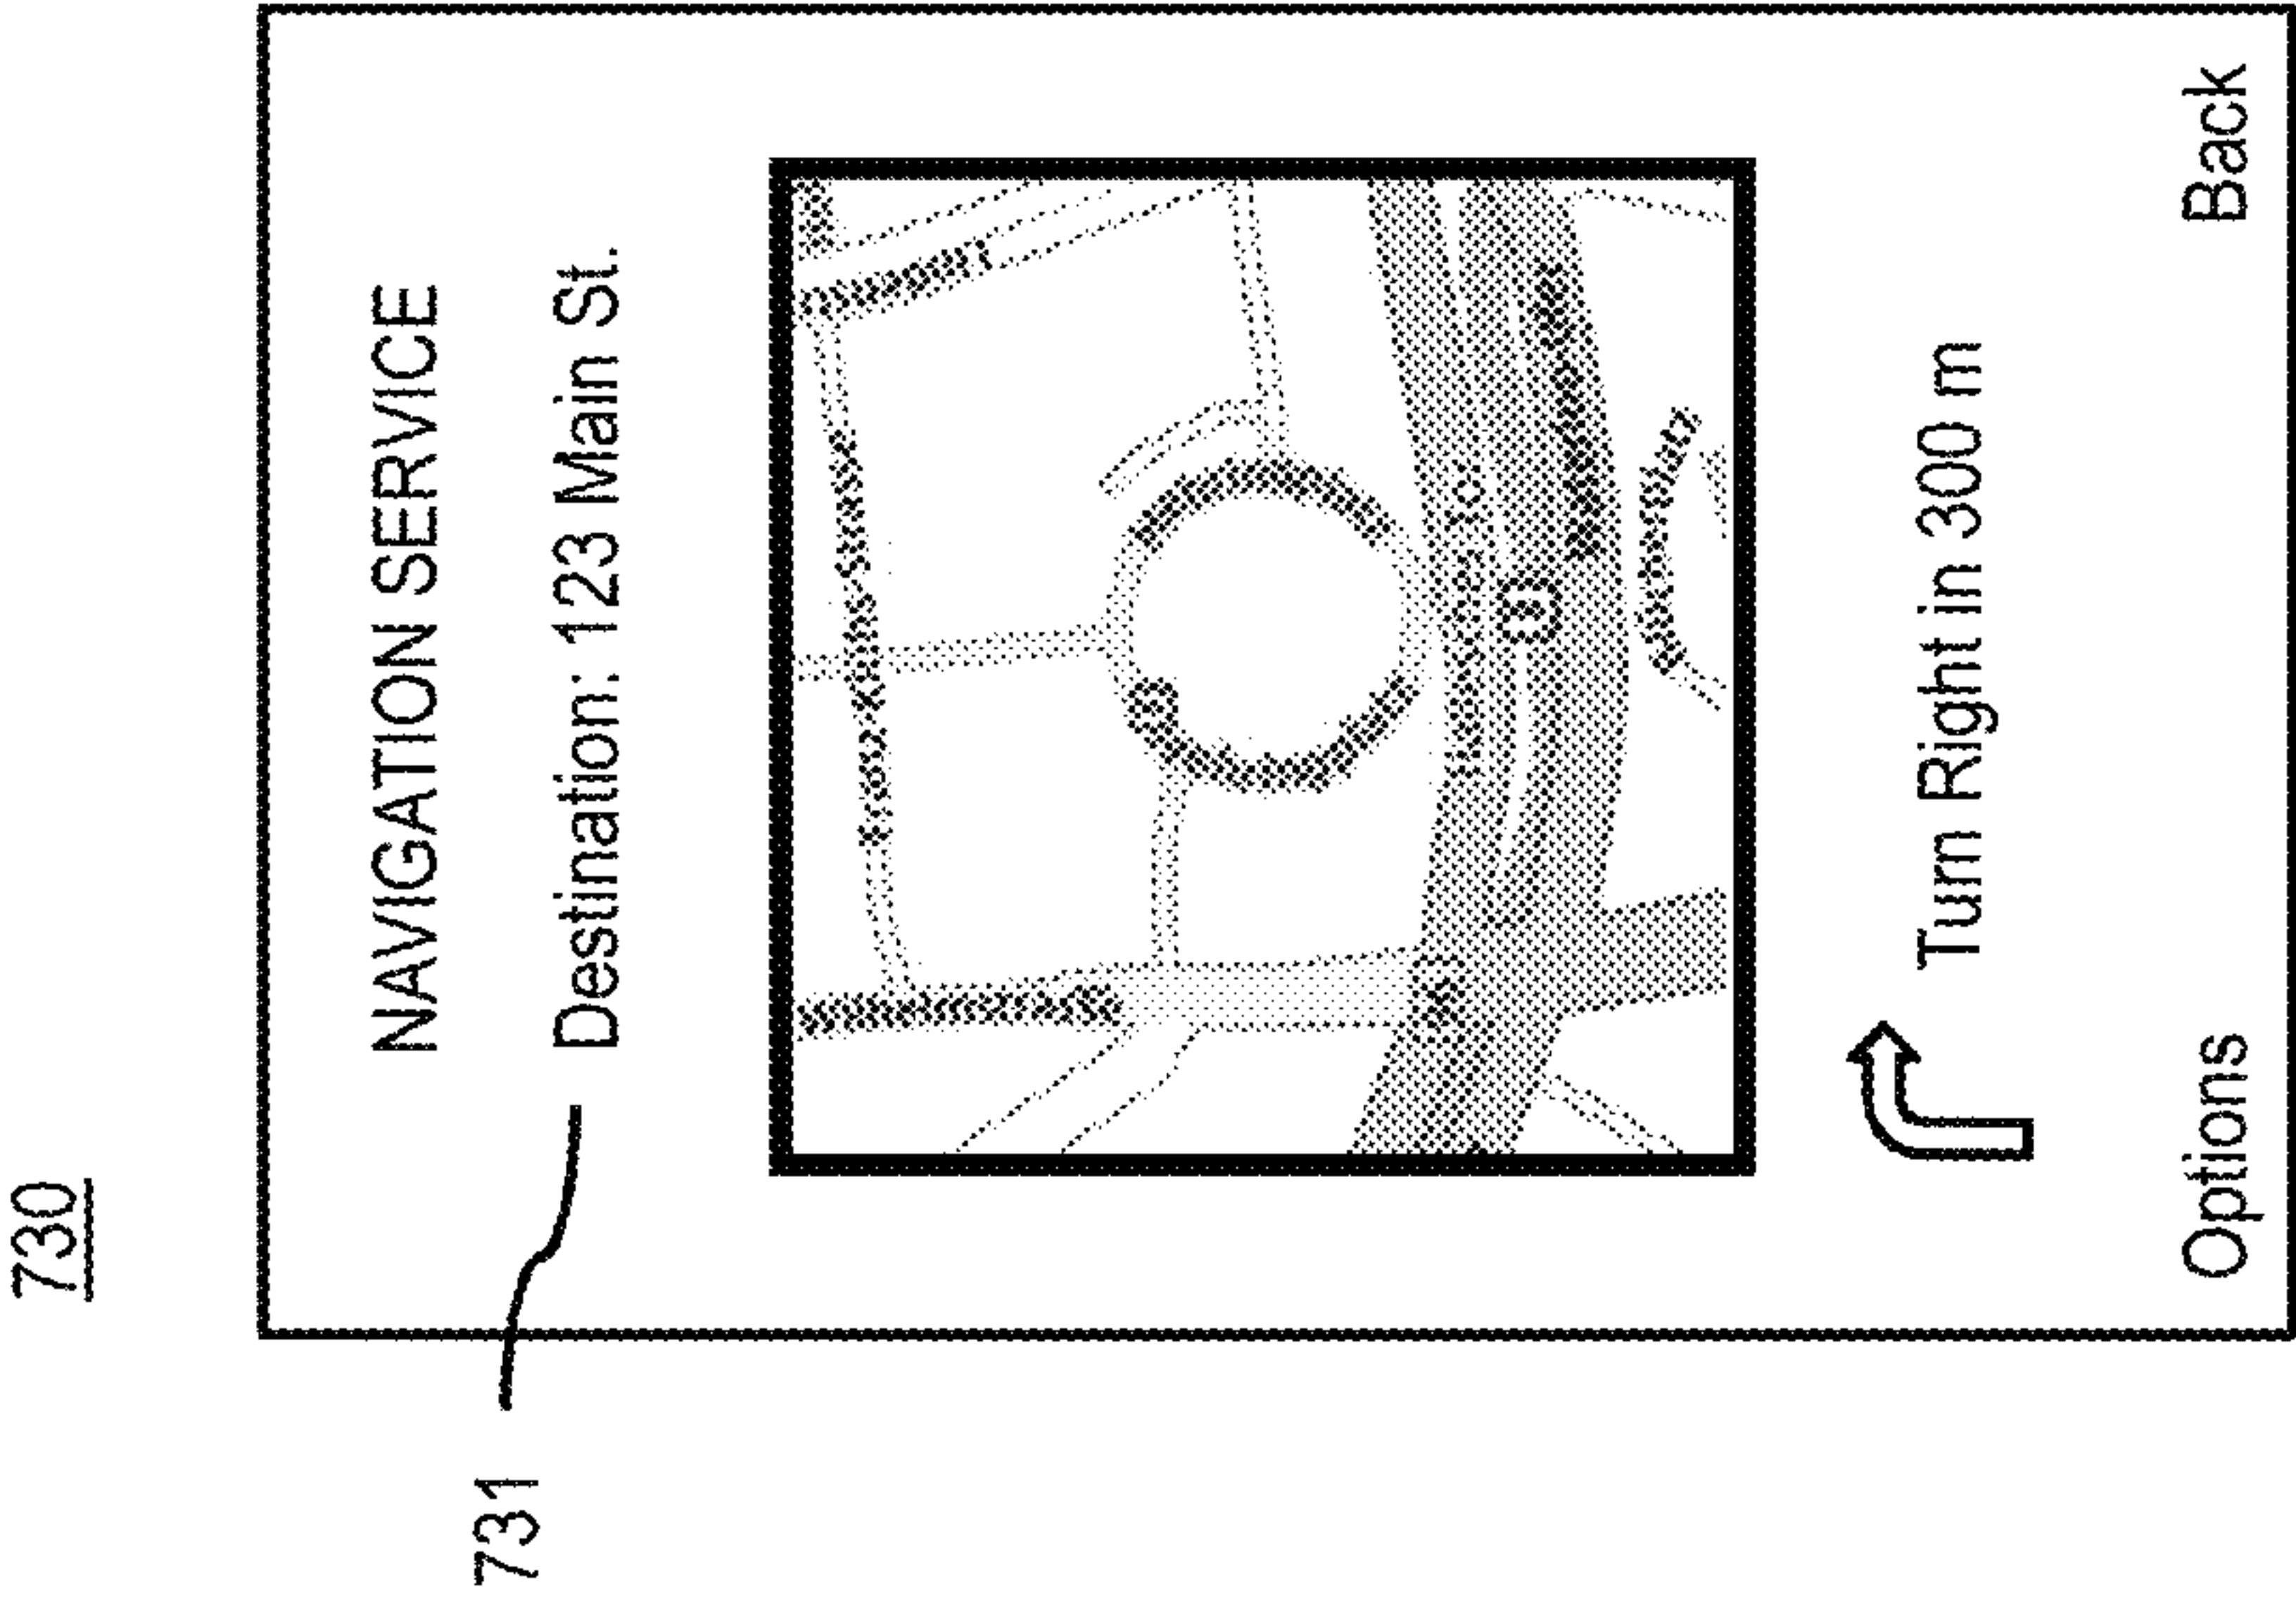 730
NAVIGATION SERVICE
731
Destination: 123 Main St.
Turn Right in 300 m
Options
Back